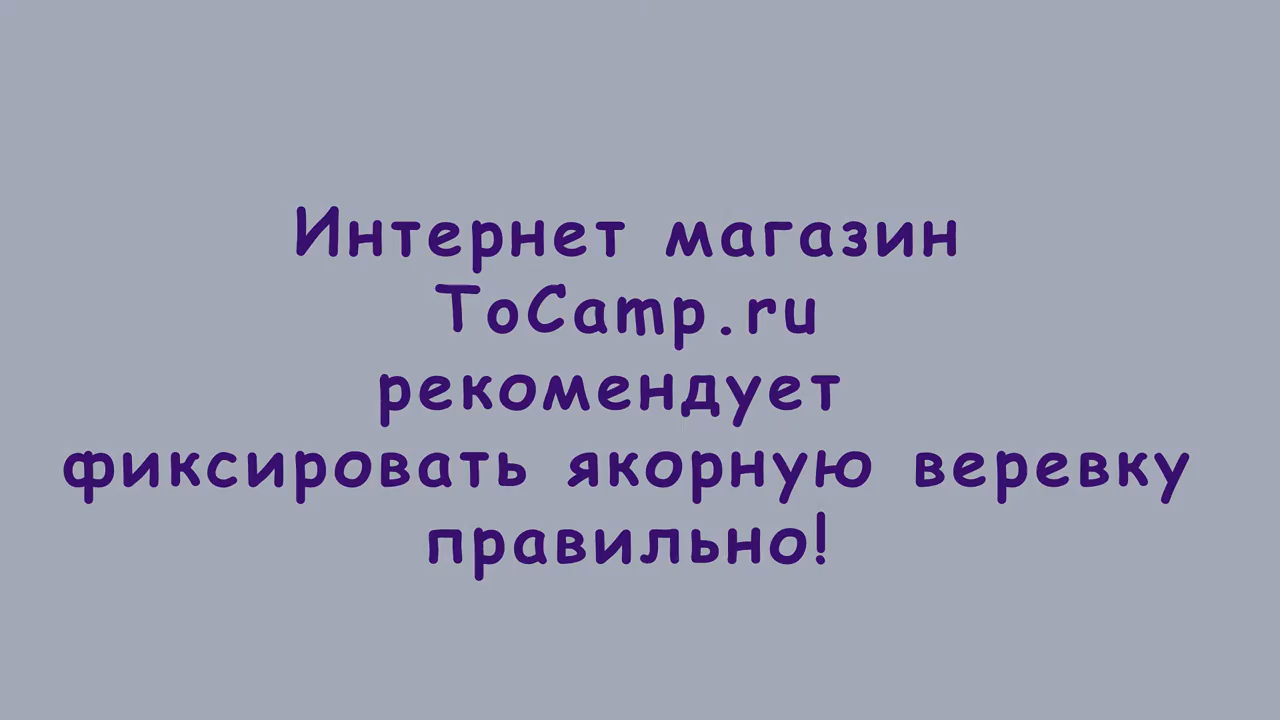 Интернет магазин
ToCamp.ru
рекомендует
фиксировать якорную веревку
правильно!